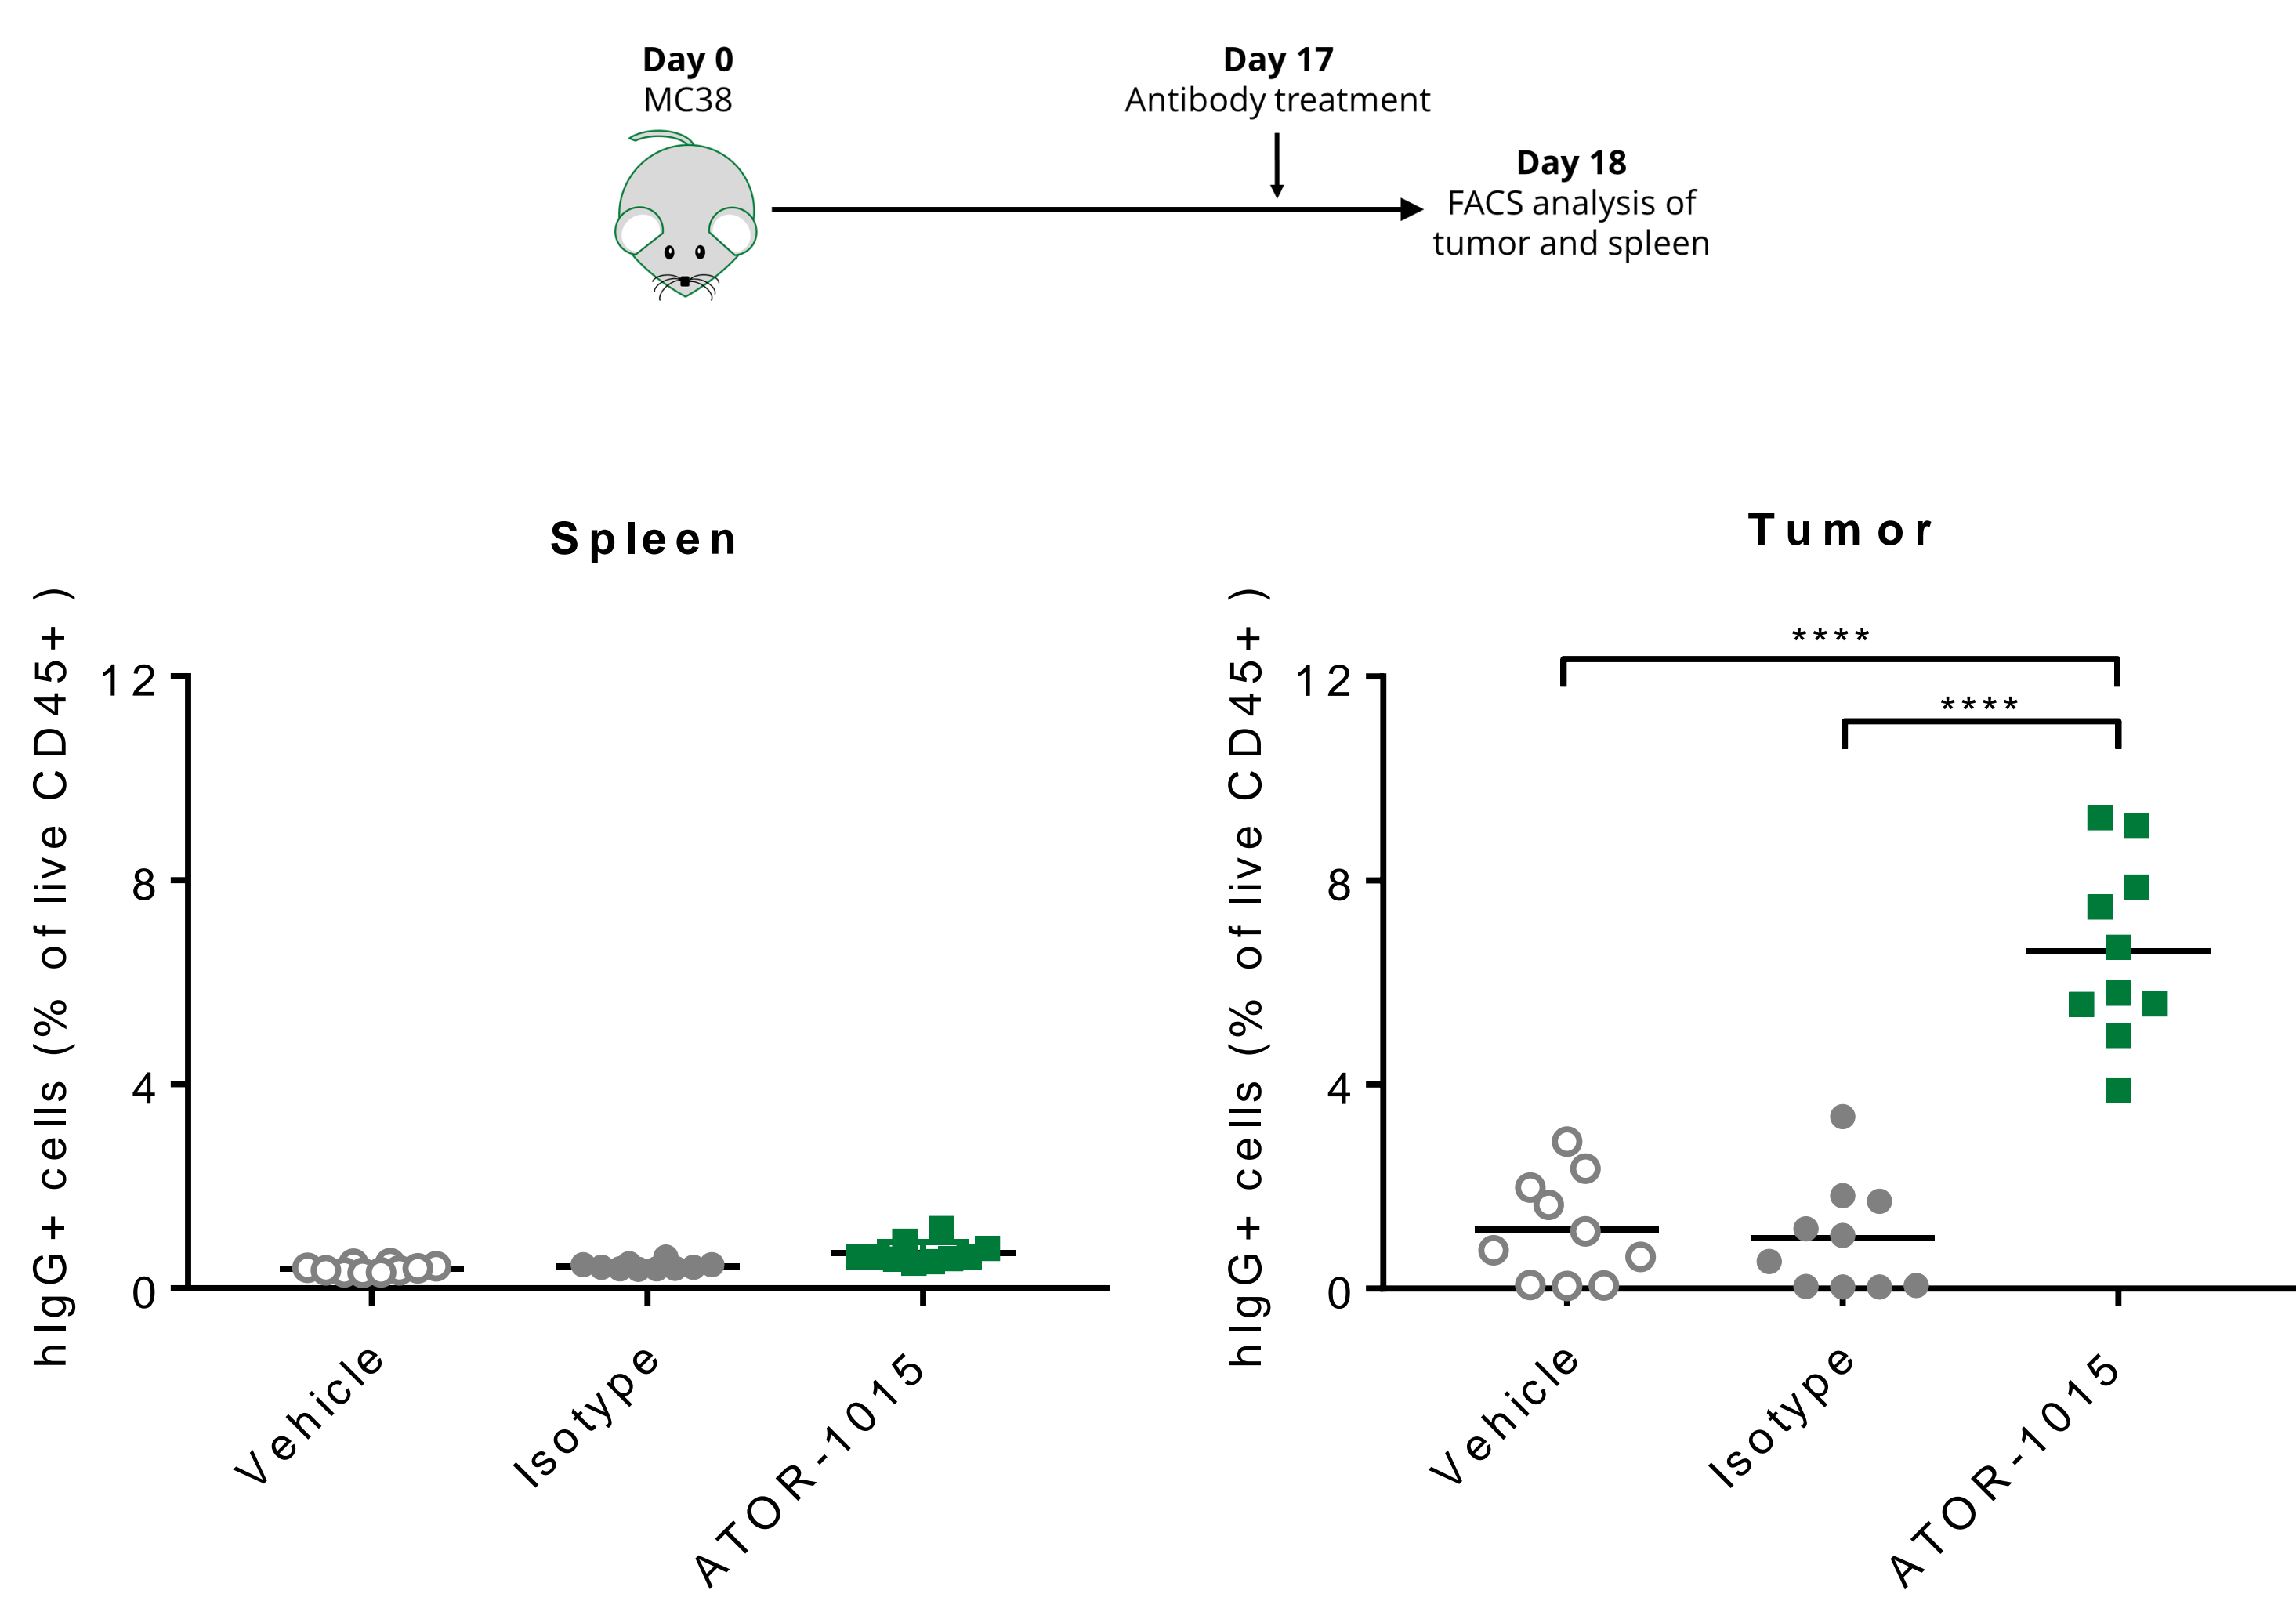 Day 0
MC38
Day 17
Antibody treatment
Day 18
FACS analysis of
tumor and spleen
Spleen
hIgG+ cells (% of live CD45+)
12
8
4
0
Vehicle
Isotype
ATOR-1015
Tumor
hIgG+ cells (% of live CD45+)
12
8
4
0
****
****
Vehicle
Isotype
ATOR-1015